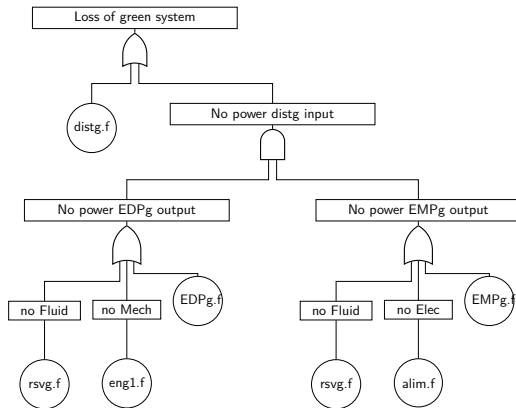 Loss of green system
distg.f
No power distg input
No power EDPg output
No power EMPg output
no Fluid
no Mech
EDPg.f
no Fluid
no Elec
EMPg.f
rsvg.f
eng1.f
rsvg.f
alim.f